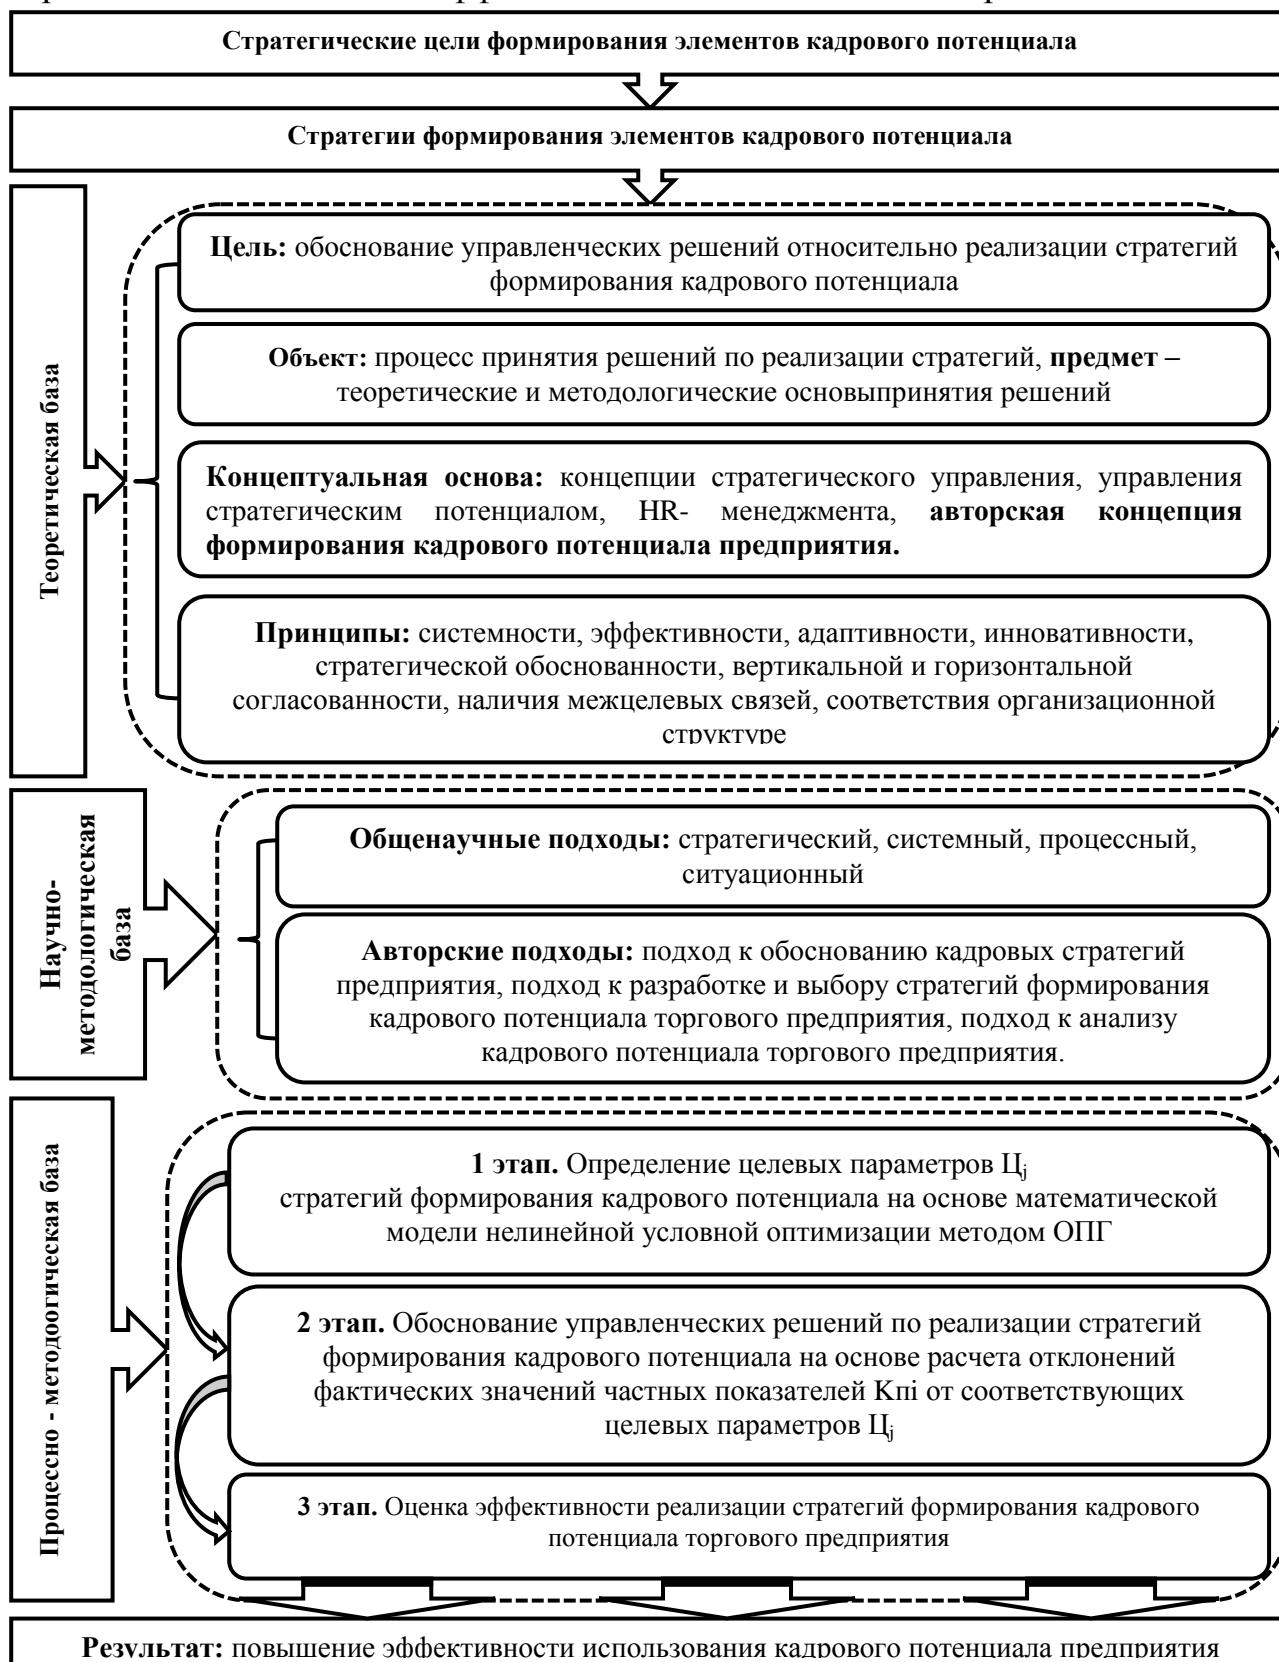 Стратегические цели формирования элементов кадрового потенциала
Стратегии формирования элементов кадрового потенциала
Теоретическая база
Цель: обоснование управленческих решений относительно реализации стратегий
формирования кадрового потенциала
Объект: процесс принятия решений по реализации стратегий, предмет –
теоретические и методологические основыпринятия решений
Концептуальная основа: концепции стратегического управления, управления
стратегическим потенциалом, HR- менеджмента, авторская концепция
формирования кадрового потенциала предприятия.
Принципы: системности, эффективности, адаптивности, инновативности,
стратегической обоснованности, вертикальной и горизонтальной
согласованности, наличия межцелевых связей, соответствия организационной
структуре
Научно-
методологическая
база
Общенаучные подходы: стратегический, системный, процессный,
ситуационный
Авторские подходы: подход к обоснованию кадровых стратегий
предприятия, подход к разработке и выбору стратегий формирования
кадрового потенциала торгового предприятия, подход к анализу
кадрового потенциала торгового предприятия.
Процессно - методоогическая база
1 этап. Определение целевых параметров Цj
стратегий формирования кадрового потенциала на основе математической
модели нелинейной условной оптимизации методом ОПГ
2 этап. Обоснование управленческих решений по реализации стратегий
формирования кадрового потенциала на основе расчета отклонений
фактических значений частных показателей Кпi от соответствующих
целевых параметров Цj
3 этап. Оценка эффективности реализации стратегий формирования кадрового
потенциала торгового предприятия
Результат: повышение эффективности использования кадрового потенциала предприятия